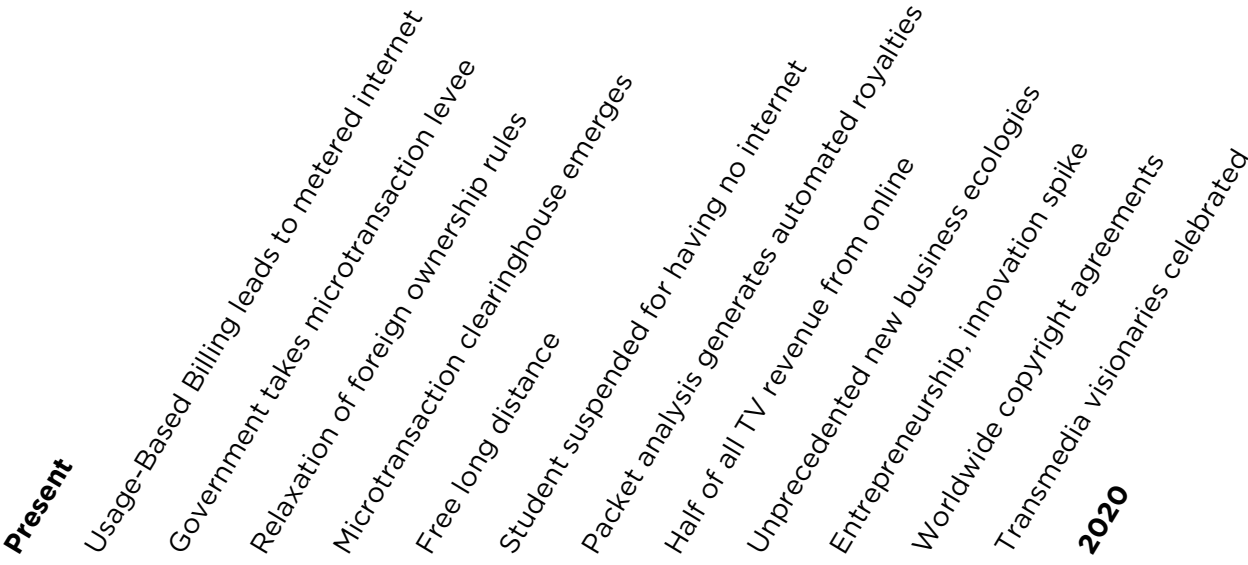 Present
Usage-Based Billing leads to metered internet
Government takes microtransaction levee
Relaxation of foreign ownership rules
Microtransaction clearinghouse emerges
Free long distance
Student suspended for having no internet
Packet analysis generates automated royalties
Half of all TV revenue from online
Unprecedented new business ecologies
Entrepreneurship, innovation spike
Worldwide copyright agreements
Transmedia visionaries celebrated
2020